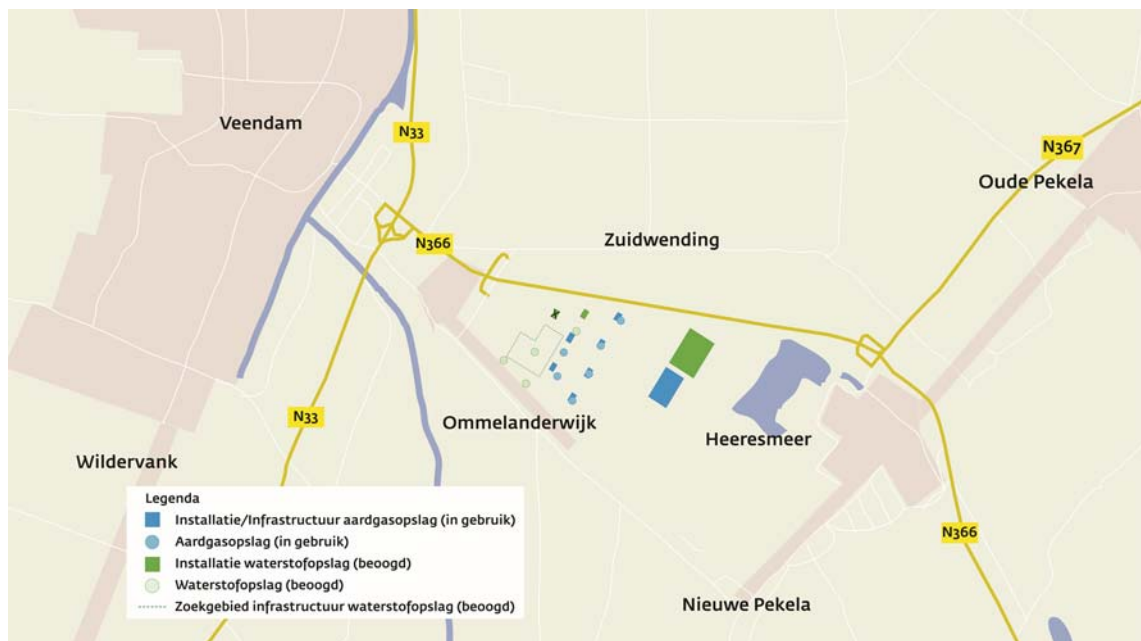 Veendam
N33
N367
Oude Pekela
N366
Zuidwending
N33
Ommelanderwijk
Heeresmeer
Wildervank
Legenda
Installatie/Infrastructuur aardgasopslag (in gebruik)
Aardgasopslag (in gebruik)
Installatie waterstofopslag (beoogd)
Waterstofopslag (beoogd)
Zoekgebied infrastructuur waterstofopslag (beoogd)
N366
Nieuwe Pekela